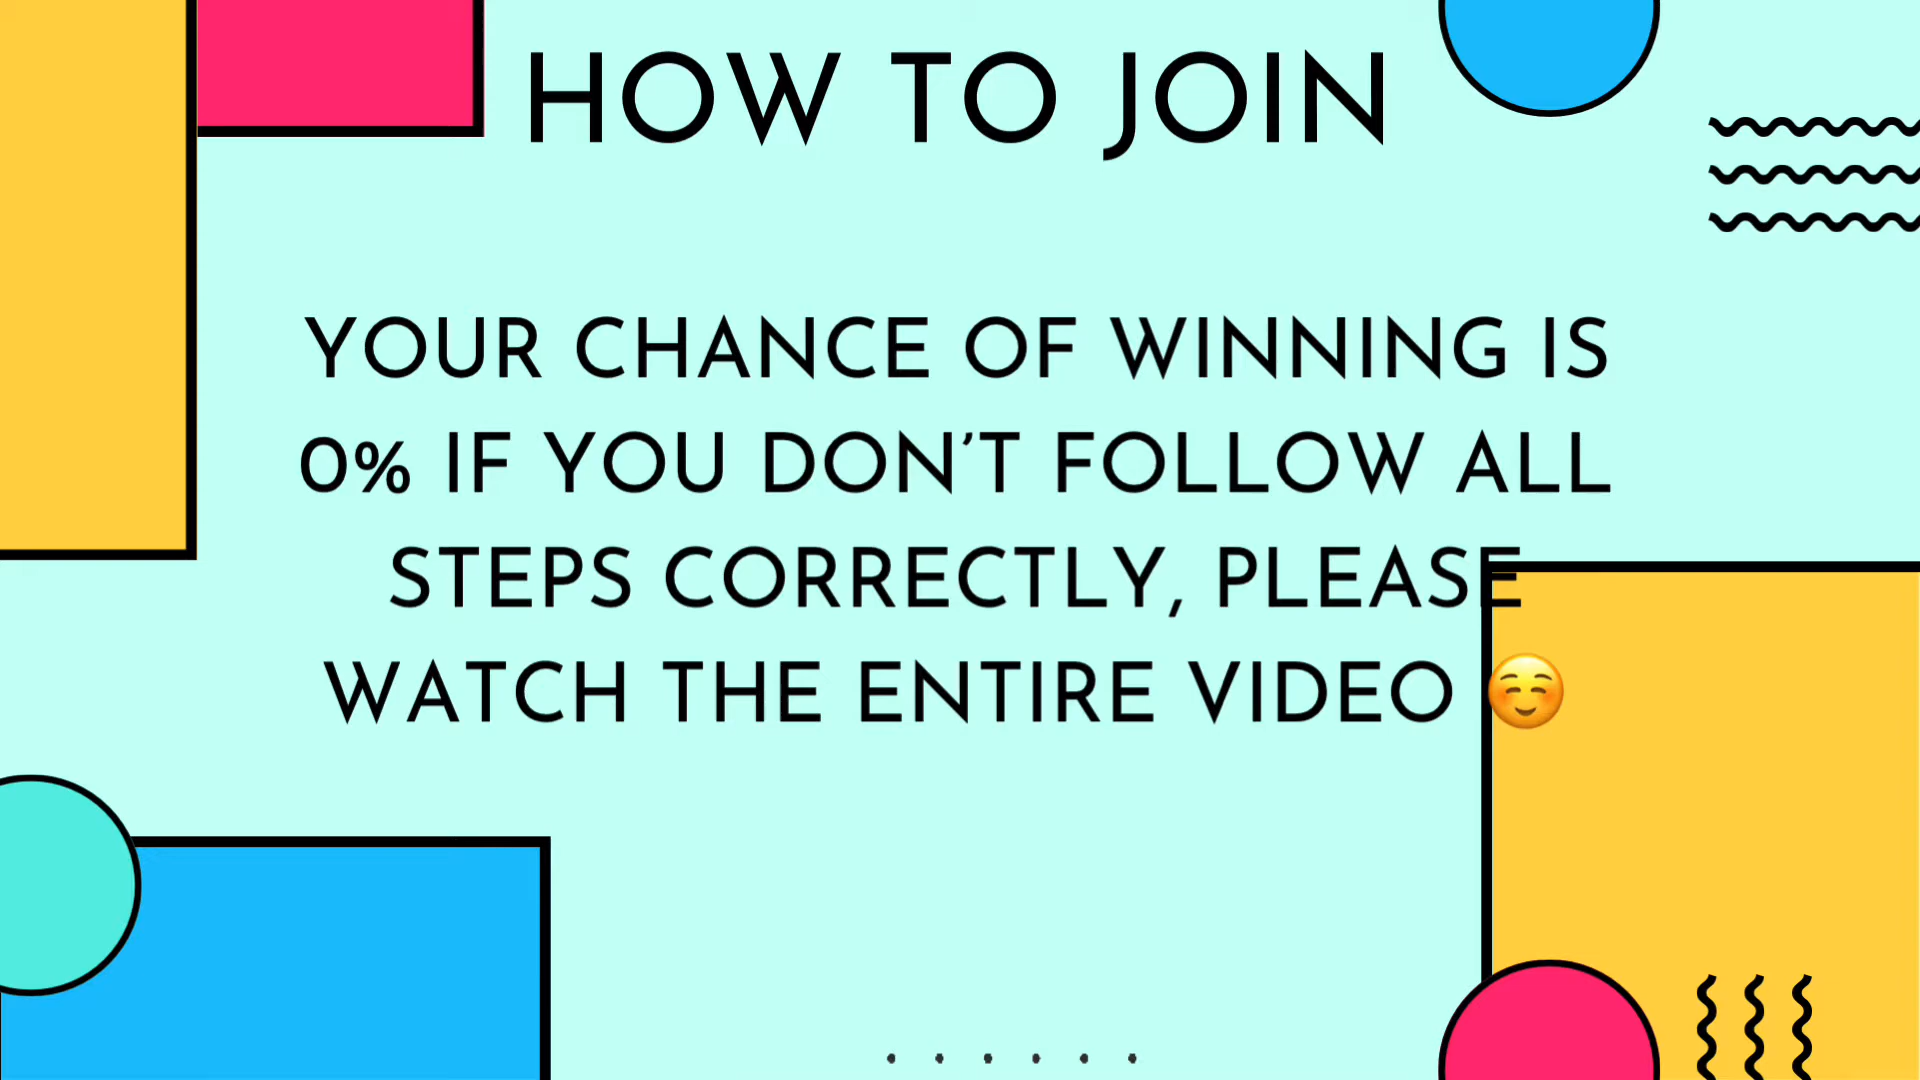 HOW TO JOIN
YOUR CHANCE OF WINNING IS
0% IF YOU DON'T FOLLOW ALL
STEPS CORRECTLY, PLEASE
WATCH THE ENTIRE VIDEO ☺️